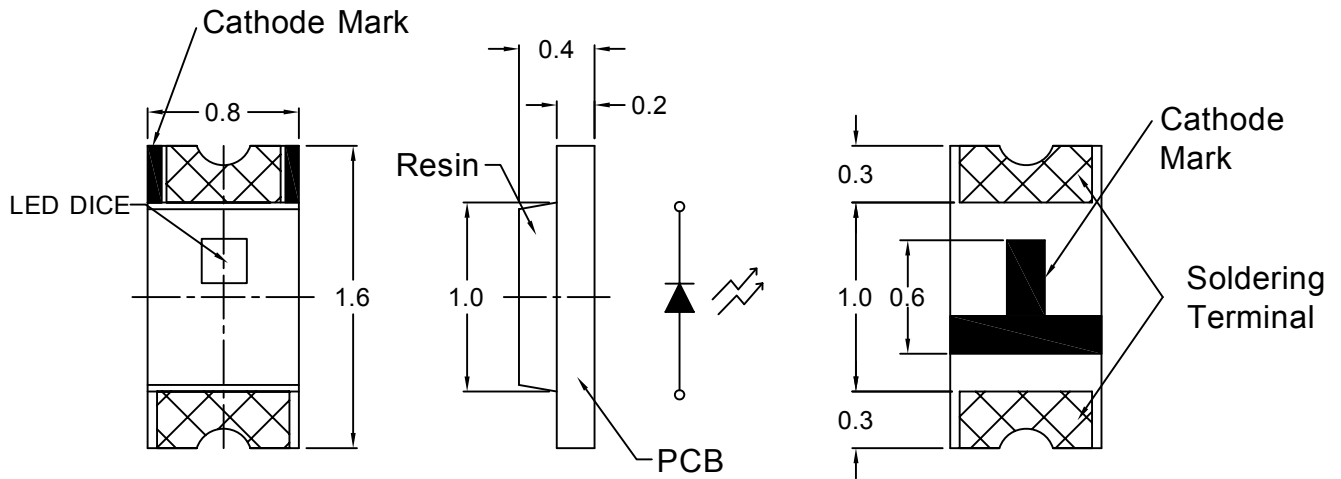 Cathode Mark
0.8
LED DICE
1.6
0.4
0.2
Resin
1.0
PCB
Cathode
Mark
0.3
1.0
0.6
0.3
Soldering
Terminal